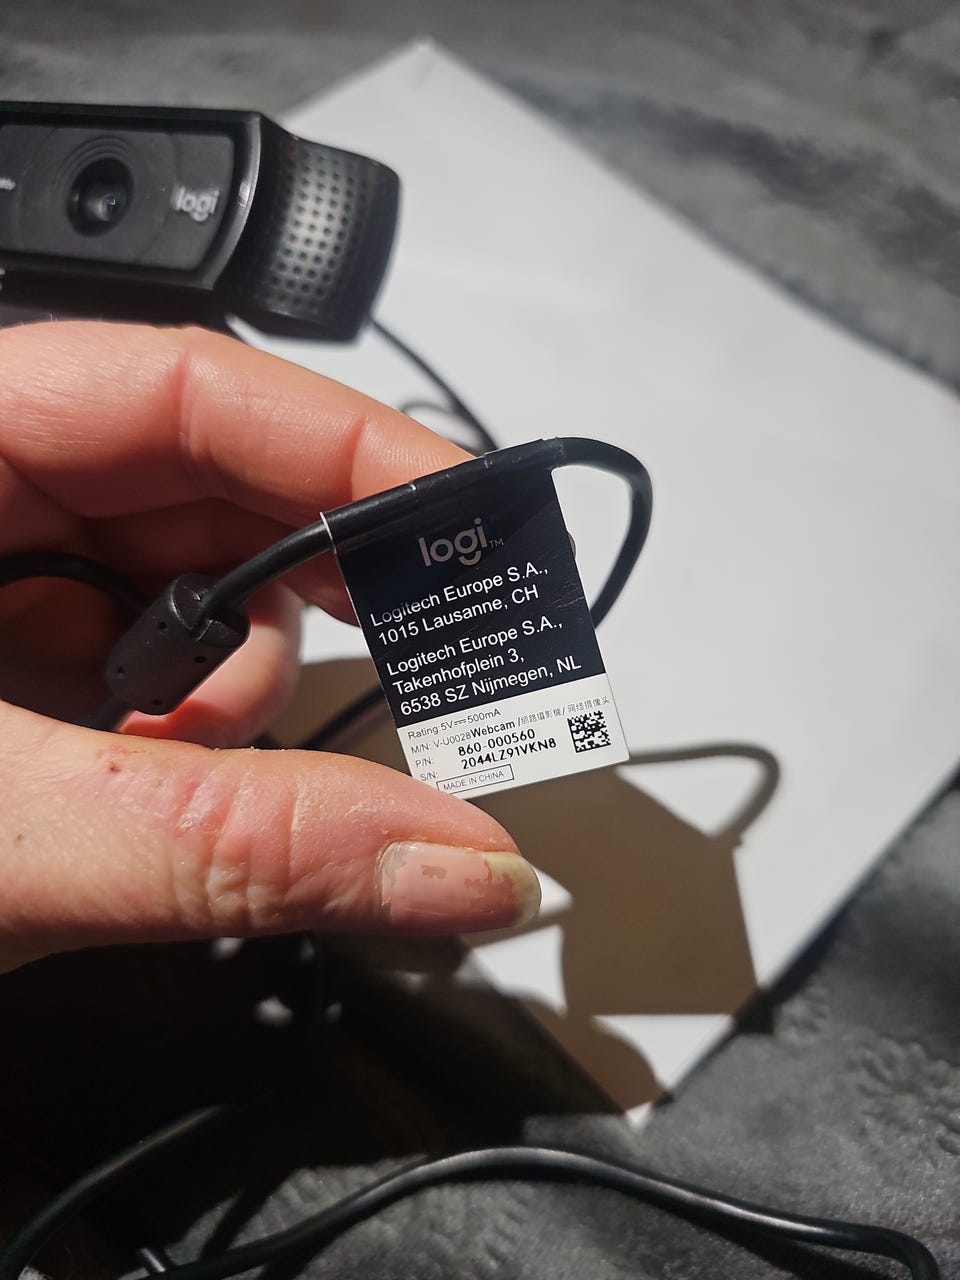 logi
logi™
Logitech Europe S.A.,
1015 Lausanne, CH
Logitech Europe S.A.,
Takenhofplein 3,
6538 SZ Nijmegen, NL
Rating:5V⎓500mA
M/N: V-U0028 Webcam /網路攝影機/ 网络摄像头
P/N: 860-000560
S/N: 2044LZ91VKN8
MADE IN CHINA